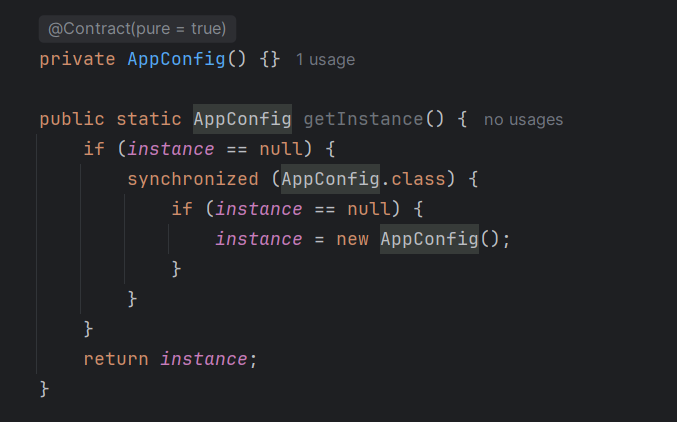 @Contract(pure = true)
private AppConfig() {} 1 usage
public static AppConfig getInstance() { no usages
if (instance == null) {
synchronized (AppConfig.class) {
if (instance == null) {
instance = new AppConfig();
}
}
}
return instance;
}